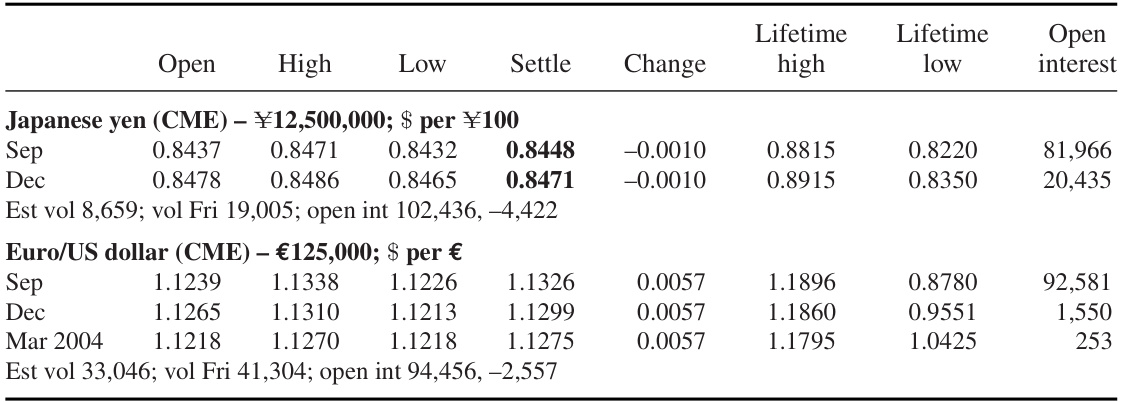 Open High Low Settle Change Lifetime high Lifetime low Open interest
Japanese yen (CME) – ¥12,500,000; $ per ¥100
Sep 0.8437 0.8471 0.8432 0.8448 –0.0010 0.8815 0.8220 81,966
Dec 0.8478 0.8486 0.8465 0.8471 –0.0010 0.8915 0.8350 20,435
Est vol 8,659; vol Fri 19,005; open int 102,436, –4,422
Euro/US dollar (CME) – €125,000; $ per €
Sep 1.1239 1.1338 1.1226 1.1326 0.0057 1.1896 0.8780 92,581
Dec 1.1265 1.1310 1.1213 1.1299 0.0057 1.1860 0.9551 1,550
Mar 2004 1.1218 1.1270 1.1218 1.1275 0.0057 1.1795 1.0425 253
Est vol 33,046; vol Fri 41,304; open int 94,456, –2,557